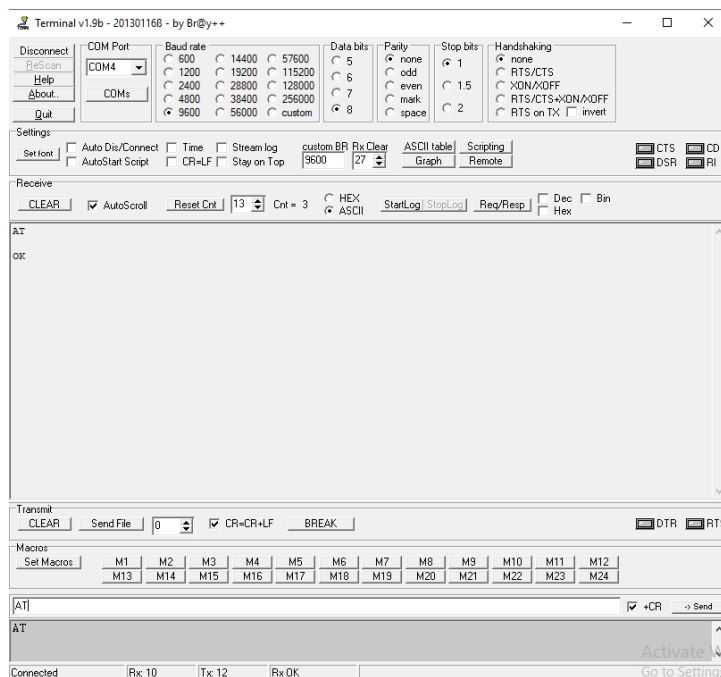 Terminal v1.9b - 20130116ß - by Br@y++
Disconnect
ReScan
Help
About..
Quit
COM Port
COM4
COMs
Baud rate
600 14400 57600
1200 19200 115200
2400 28800 128000
4800 38400 256000
9600 56000 custom
Data bits
5
6
7
8
Parity
none
odd
even
mark
space
Stop bits
1
1.5
2
Handshaking
none
RTS/CTS
XON/XOFF
RTS/CTS+XON/XOFF
RTS on TX invert
Settings
Set font
Auto Dis/Connect Time Stream log
AutoStart Script CR=LF Stay on Top
custom BR Rx Clear
9600 27
ASCII table Scripting
Graph Remote
CTS CD
DSR RI
Receive
CLEAR AutoScroll Reset Cnt 13 Cnt = 3
HEX
ASCII
StartLog StopLog Req/Resp
Dec Bin
Hex
AT
OK
Transmit
CLEAR Send File 0 CR=CR+LF BREAK DTR RT
Macros
Set Macros M1 M2 M3 M4 M5 M6 M7 M8 M9 M10 M11 M12
M13 M14 M15 M16 M17 M18 M19 M20 M21 M22 M23 M24
AT +CR -> Send
AT
Activate W
Go to Setting
Connected Rx: 10 Tx: 12 Rx OK